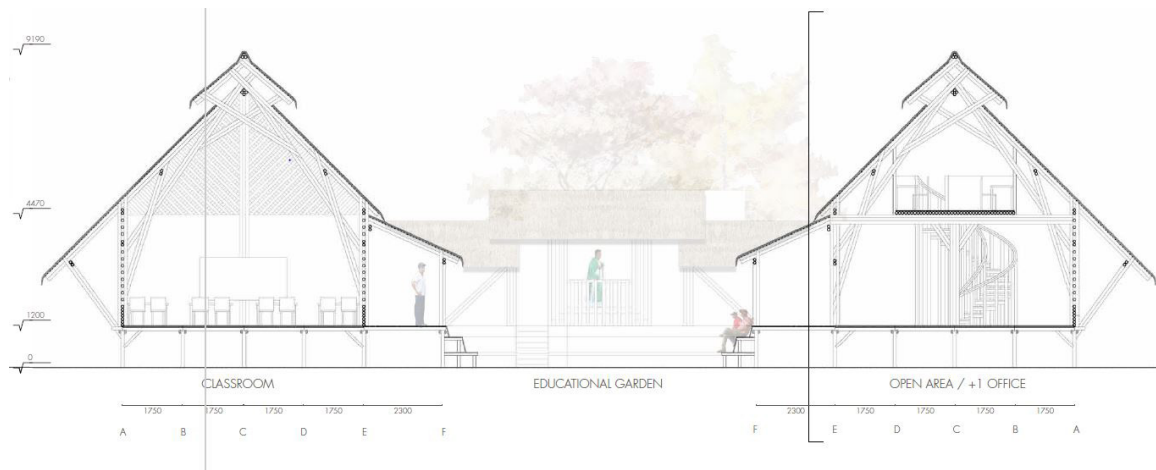 9190
4470
1200
0
CLASSROOM
EDUCATIONAL GARDEN
OPEN AREA / +1 OFFICE
1750 1750 1750 1750 2300
2300 1750 1750 1750 1750
A B C D E F
F E D C B A